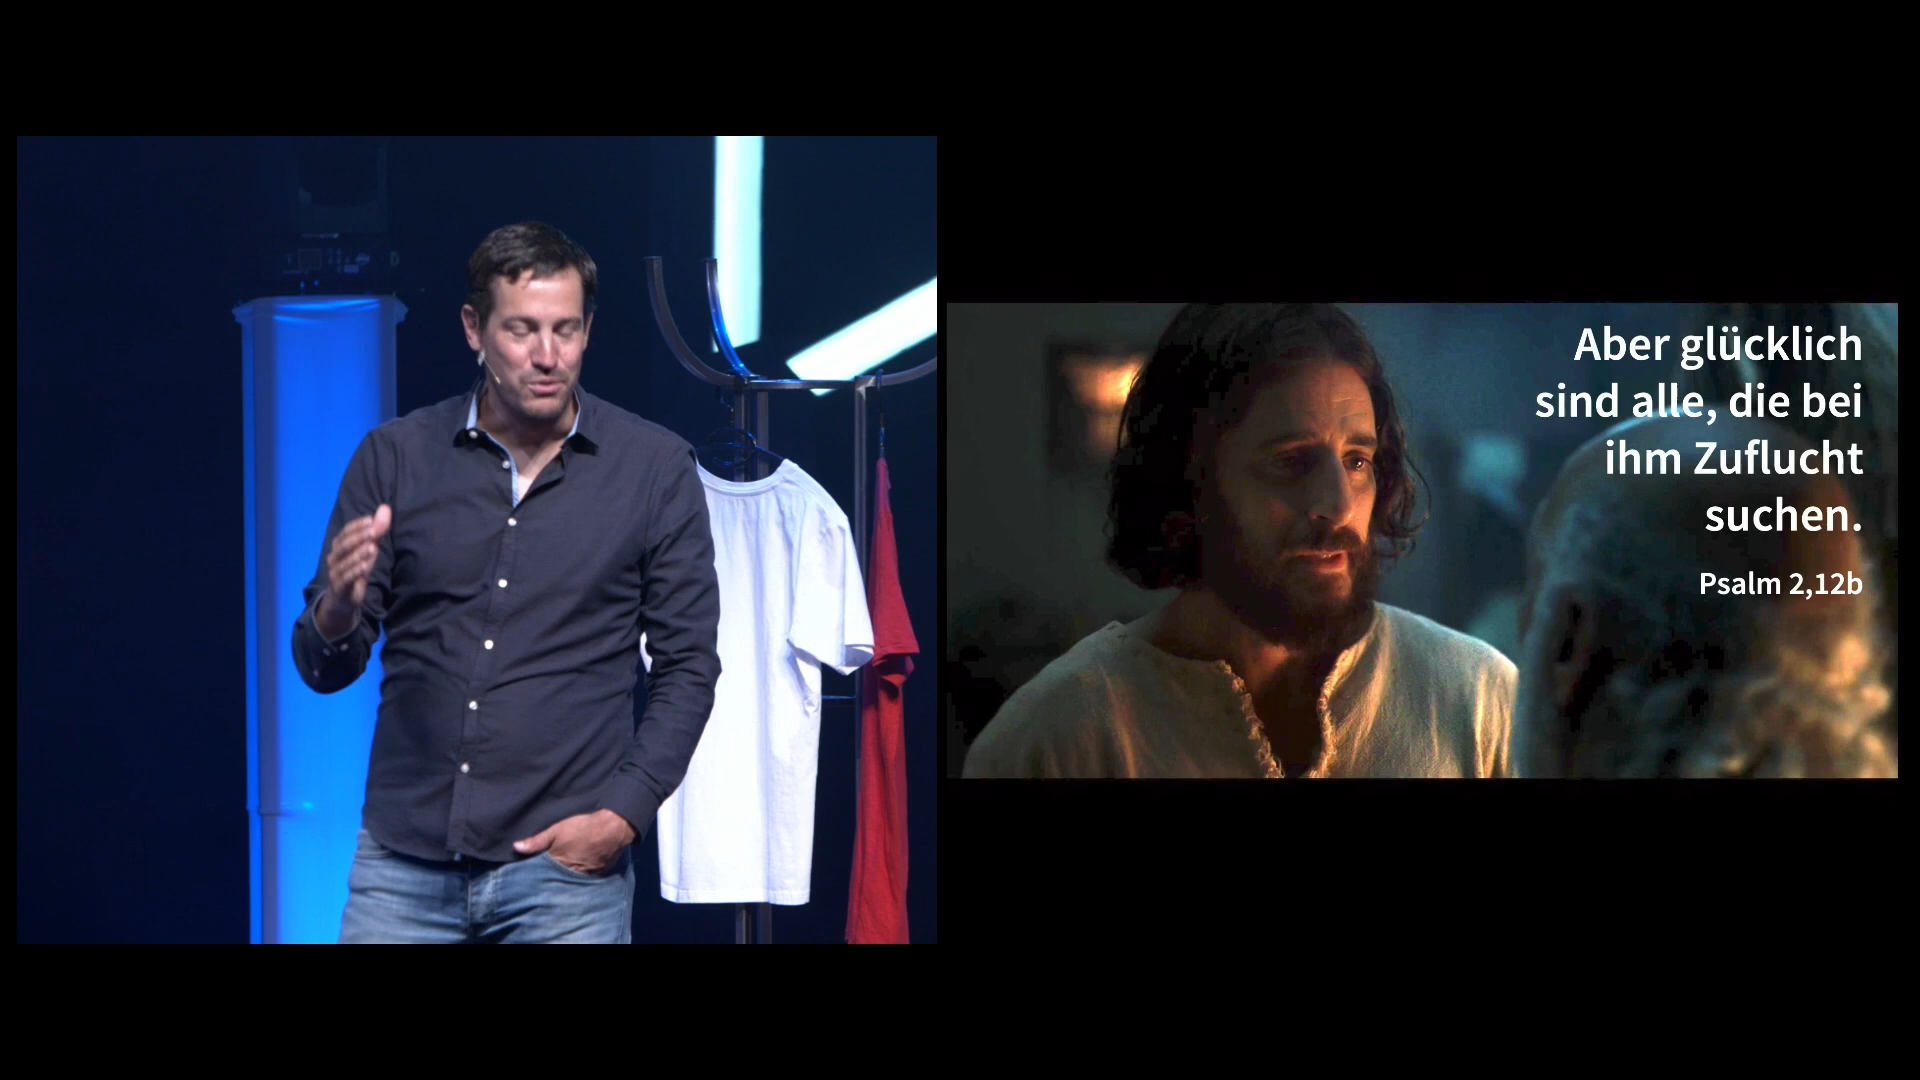 Aber glücklich
sind alle, die bei
ihm Zuflucht
suchen.
Psalm 2,12b